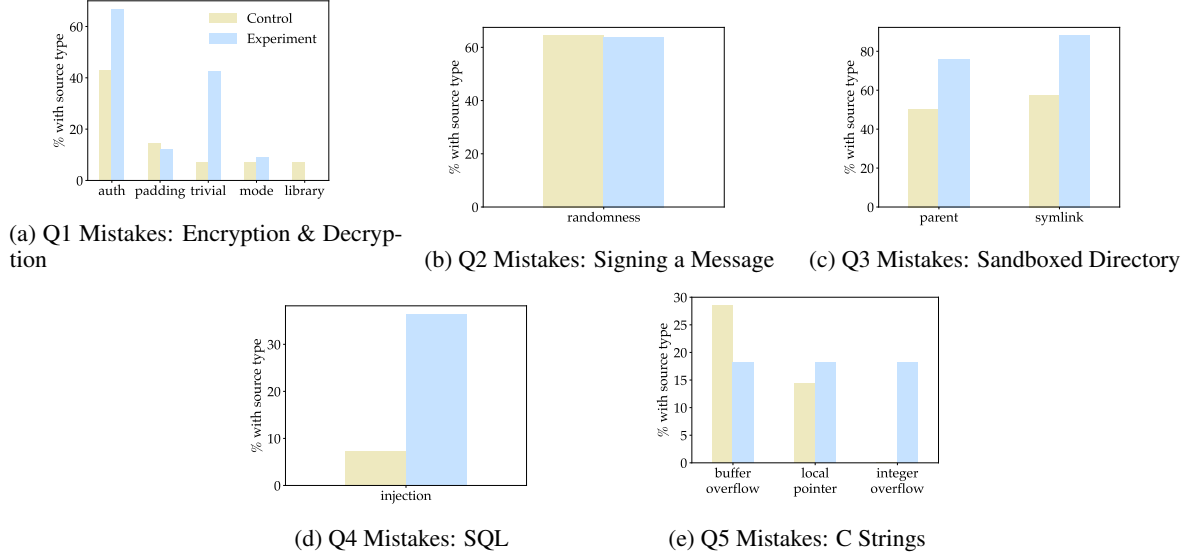 % with source type
60
40
20
0
Control
Experiment
auth padding trivial mode library
(a) Q1 Mistakes: Encryption & Decryp-
tion
% with source type
60
40
20
0
randomness
(b) Q2 Mistakes: Signing a Message
% with source type
80
60
40
20
0
parent symlink
(c) Q3 Mistakes: Sandboxed Directory
% with source type
30
20
10
0
injection
(d) Q4 Mistakes: SQL
% with source type
30
25
20
15
10
5
0
buffer local integer
overflow pointer overflow
(e) Q5 Mistakes: C Strings